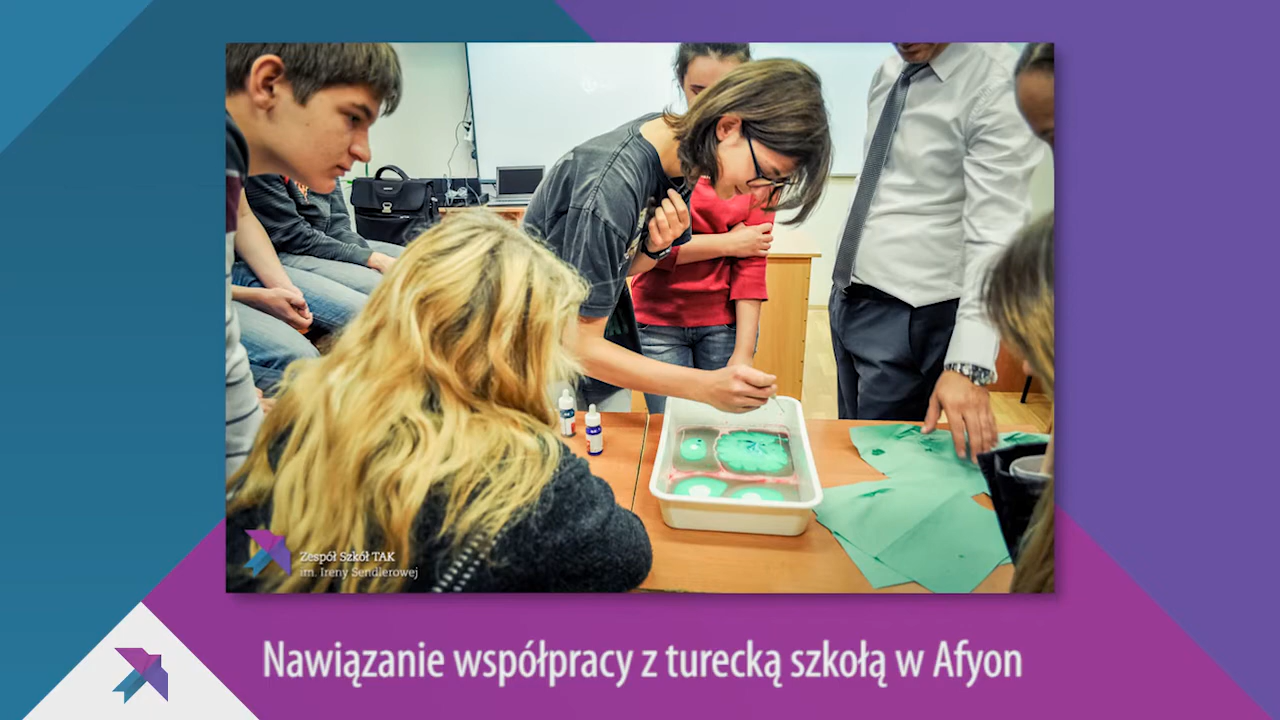 Zespół Szkół TAK
im. Ireny Sendlerowej
Nawiązanie współpracy z turecką szkołą w Afyon